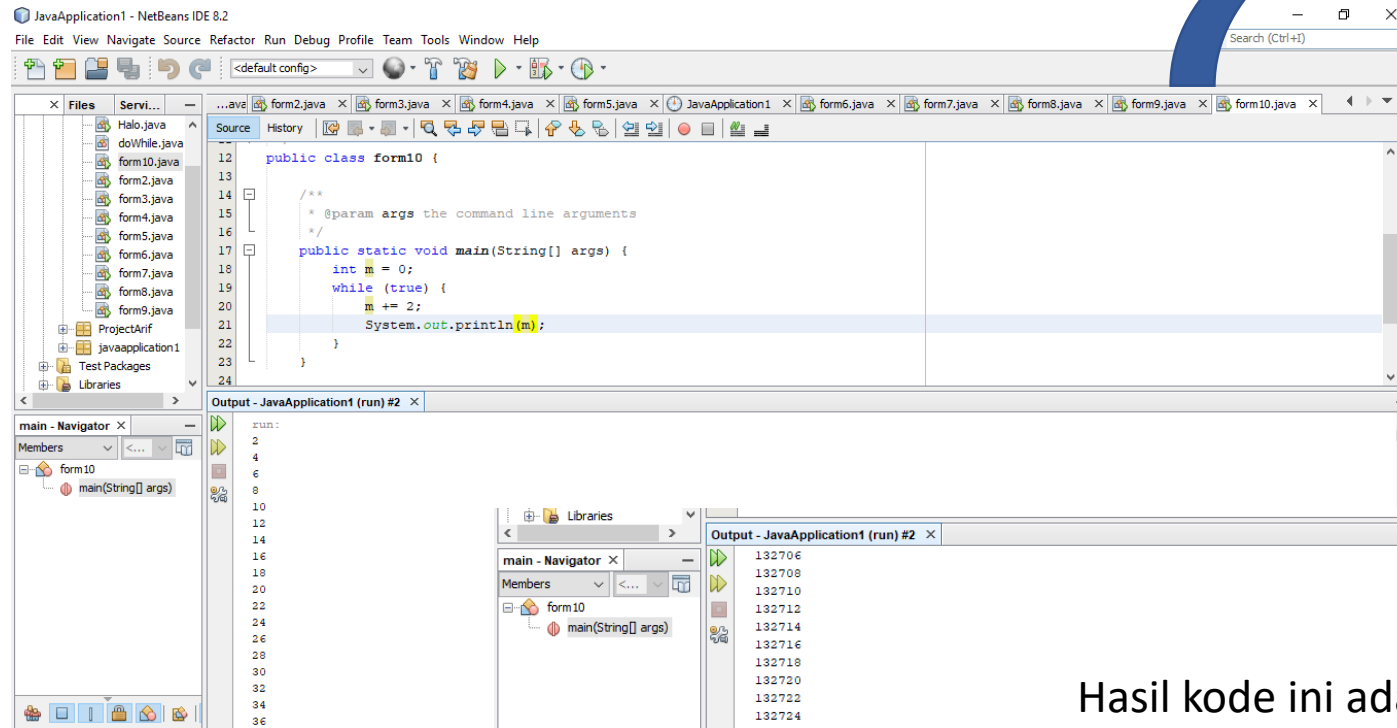 JavaApplication1 - NetBeans IDE 8.2
File Edit View Navigate Source Refactor Run Debug Profile Team Tools Window Help
Search (Ctrl+I)
<default config>
Files Servi...
...ava form2.java form3.java form4.java form5.java JavaApplication1 form6.java form7.java form8.java form9.java form10.java
Source History
Halo.java
doWhile.java
form10.java
form2.java
form3.java
form4.java
form5.java
form6.java
form7.java
form8.java
form9.java
ProjectArif
javaapplication1
Test Packages
Libraries
12 public class form10 {
13
14 /**
15 * @param args the command line arguments
16 */
17 public static void main(String[] args) {
18 int m = 0;
19 while (true) {
20 m += 2;
21 System.out.println(m);
22 }
23 }
24
main - Navigator
Members <...
form10
main(String[] args)
Output - JavaApplication1 (run) #2
run:
2
4
6
8
10
12
14
16
18
20
22
24
26
28
30
32
34
36
Libraries
main - Navigator
Members <...
form10
main(String[] args)
Output - JavaApplication1 (run) #2
132706
132708
132710
132712
132714
132716
132718
132720
132722
132724
Hasil kode ini ad